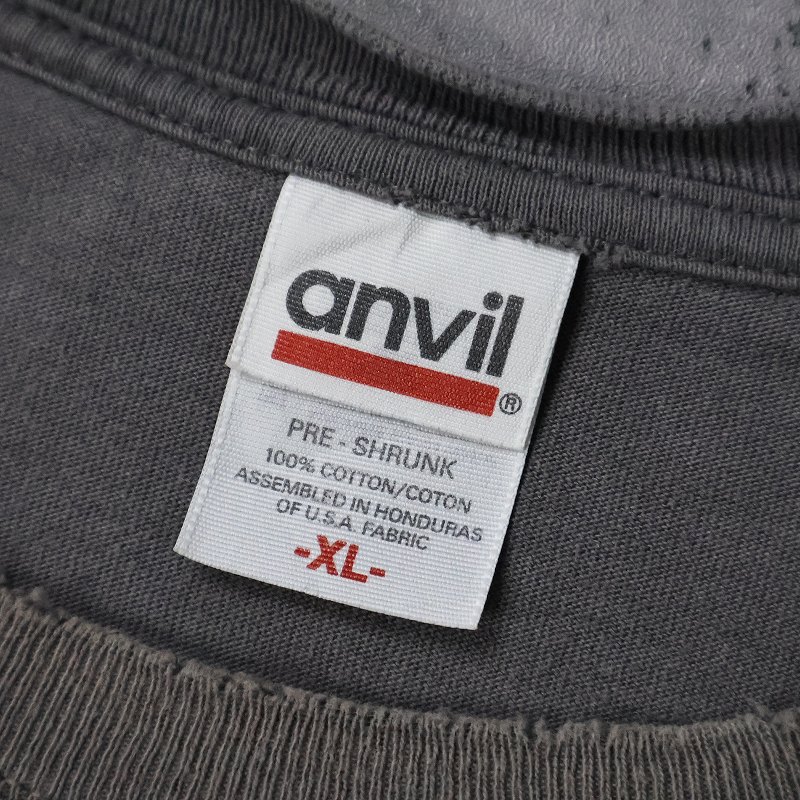 anvil
®
PRE - SHRUNK
100% COTTON/COTON
ASSEMBLED IN HONDURAS
OF U.S.A. FABRIC
-XL-